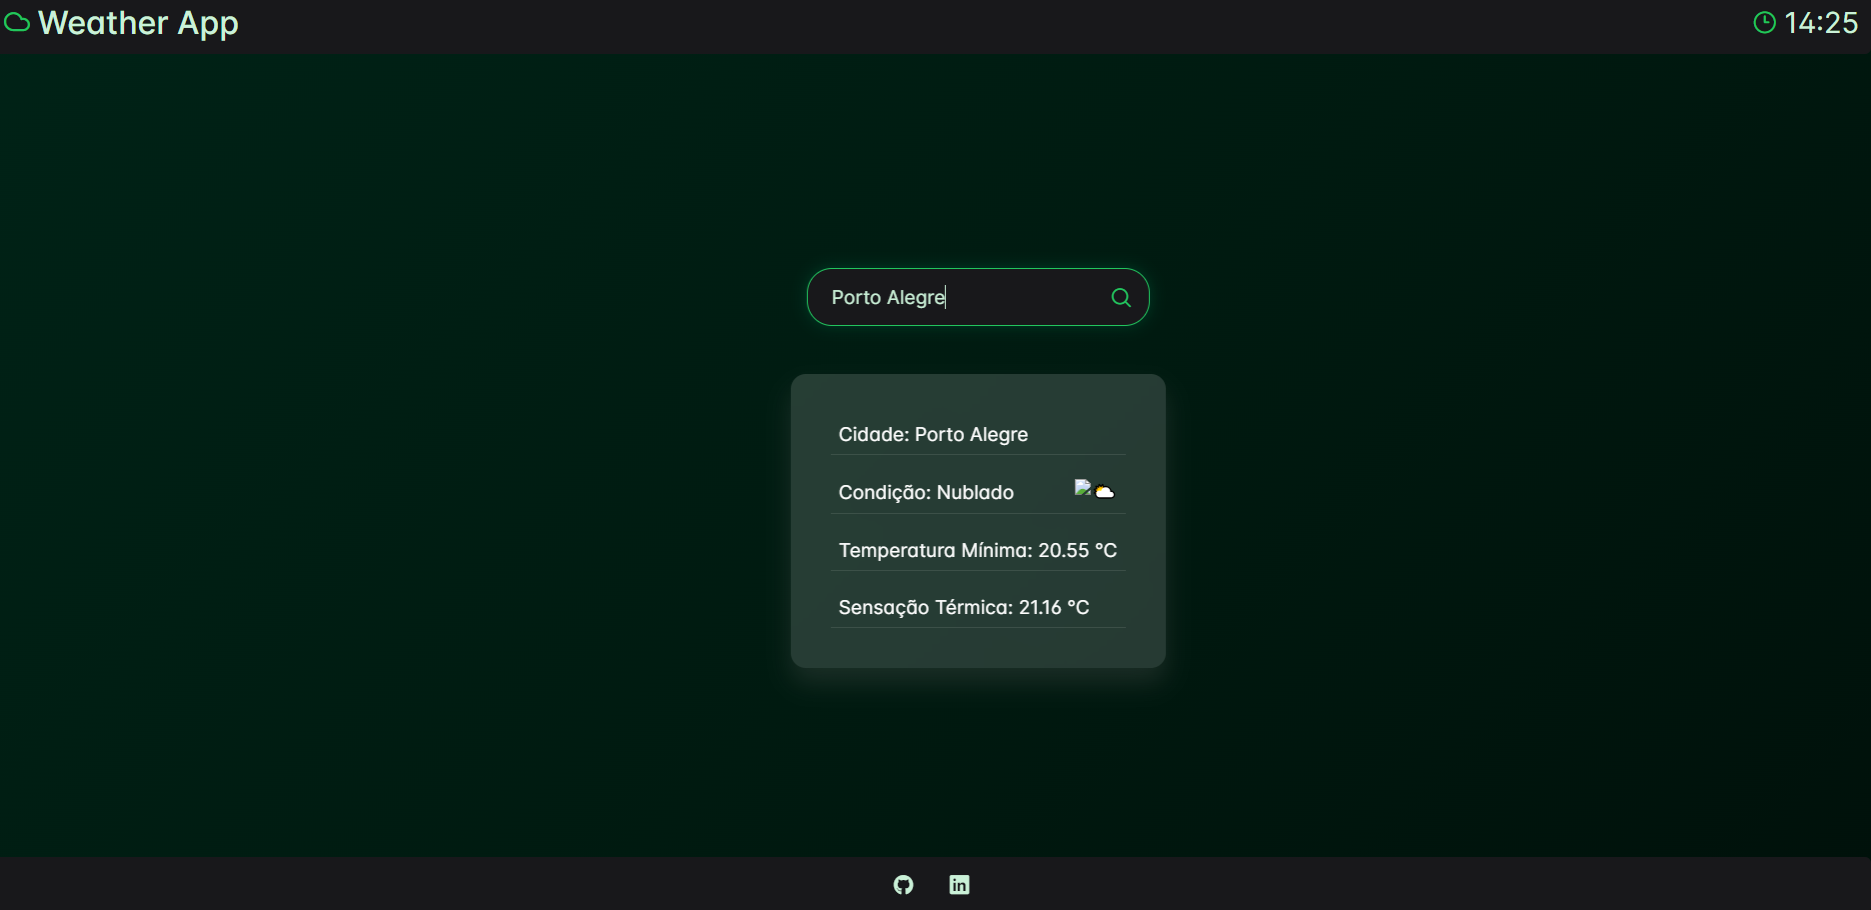 Weather App
14:25
Porto Alegre
Cidade: Porto Alegre
Condição: Nublado
Temperatura Mínima: 20.55 °C
Sensação Térmica: 21.16 °C
in